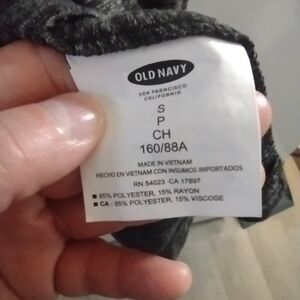 OLD NAVY
SAN FRANCISCO
CALIFORNIA
S
P
CH
160/88A
MADE IN VIETNAM
HECHO EN VIETNAM CON INSUMOS IMPORTADOS
RN 54023 CA 17897
■ 85% POLYESTER, 15% RAYON
■ CA : 85% POLYESTER, 15% VISCOSE